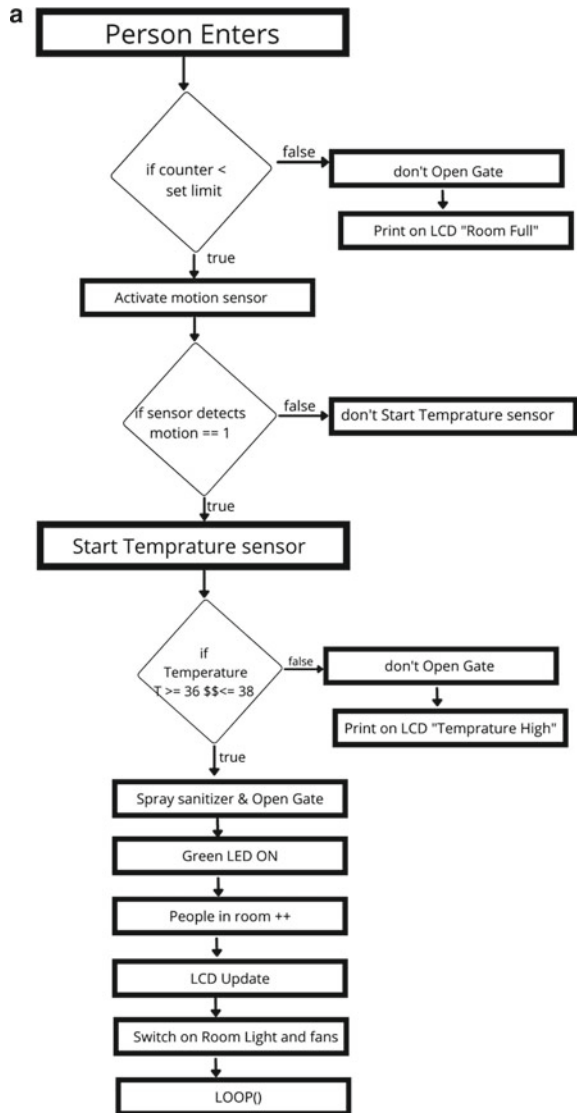 a
Person Enters
if counter <
set limit
false
don't Open Gate
Print on LCD "Room Full"
true
Activate motion sensor
if sensor detects
motion == 1
false
don't Start Temprature sensor
true
Start Temprature sensor
if
Temperature
T >= 36 $$<= 38
false
don't Open Gate
Print on LCD "Temprature High"
true
Spray sanitizer & Open Gate
Green LED ON
People in room ++
LCD Update
Switch on Room Light and fans
LOOP()